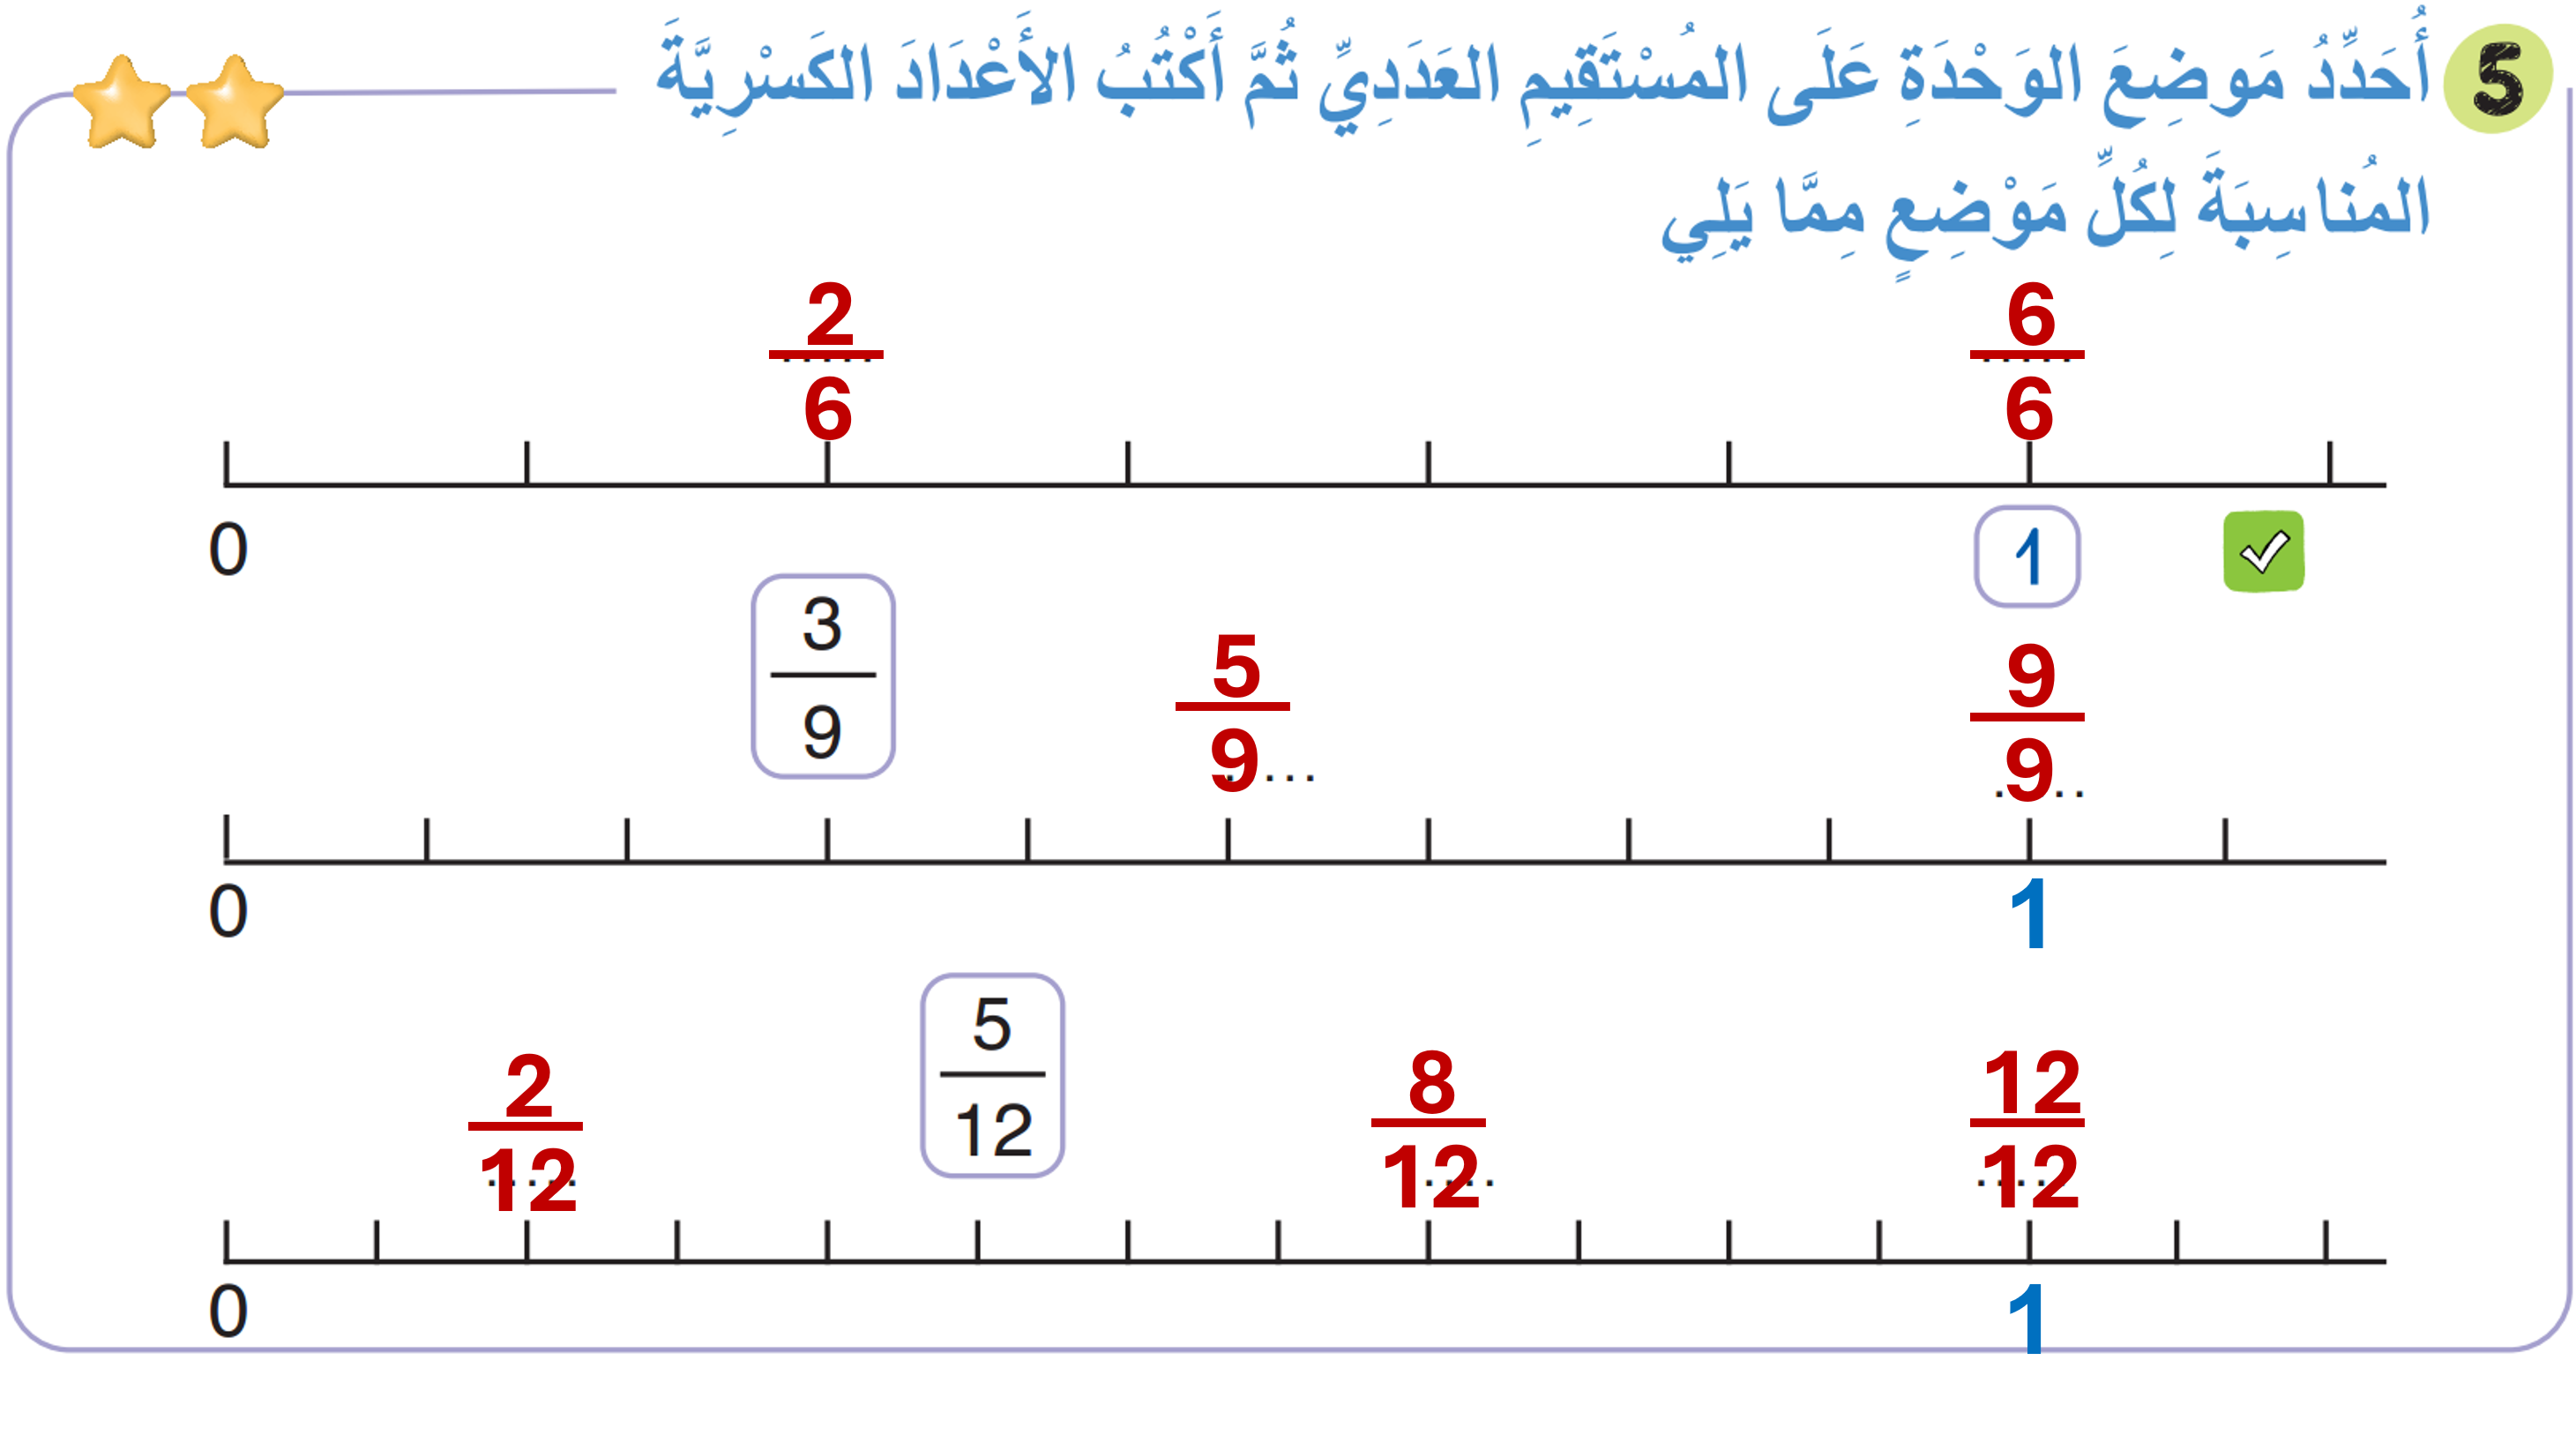 5 أُحَدِّدُ مَوضِعَ الوَحْدَةِ عَلَى المُسْتَقِيمِ العَدَدِيِّ ثُمَّ أَكْتُبُ الأَعْدَادَ الكَسْرِيَّةَ
المُناسِبَةَ لِكُلِّ مَوْضِعٍ مِمَّا يَلِي
2 6
..... .....
6 6
0 1
3 5 9
9 9.... 9....
0 1
2 5 8 12
12..... 12 12.... 12....
0 1